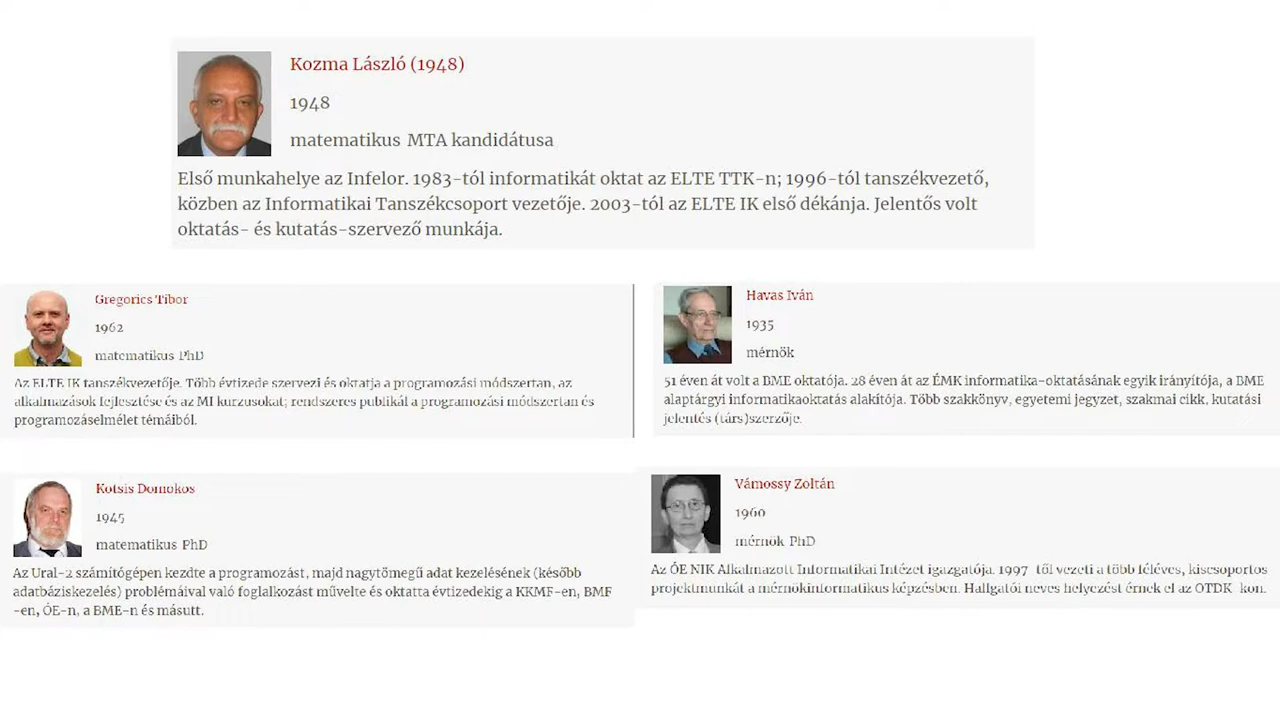 Kozma László (1948)
1948
matematikus MTA kandidátusa
Első munkahelye az Infelor. 1983-tól informatikát oktat az ELTE TTK-n; 1996-tól tanszékvezető,
közben az Informatikai Tanszékcsoport vezetője. 2003-tól az ELTE IK első dékánja. Jelentős volt
oktatás- és kutatás-szervező munkája.
Gregorics Tibor
1962
matematikus PhD
Az ELTE IK tanszékvezetője. Több évtizede szervezi és oktatja a programozási módszertan, az
alkalmazások fejlesztése és az MI kurzusokat; rendszeres publikál a programozási módszertan és
programozáselmélet témáiból.
Havas Iván
1935
mérnök
51 éven át volt a BME oktatója. 28 éven át az ÉMK informatika-oktatásának egyik irányítója, a BME
alaptárgyi informatikaoktatás alakítója. Több szakkönyv, egyetemi jegyzet, szakmai cikk, kutatási
jelentés (társ)szerzője.
Kotsis Domokos
1945
matematikus PhD
Az Ural-2 számítógépen kezdte a programozást, majd nagytömegű adat kezelésének (később
adatbáziskezelés) problémáival való foglalkozást művelte és oktatta évtizedekig a KKMF-en, BMF
-en, ÓE-n, a BME-n és másutt.
Vámossy Zoltán
1960
mérnök PhD
Az ÓE NIK Alkalmazott Informatikai Intézet igazgatója. 1997-től vezeti a több féléves, kiscsoportos
projektmunkát a mérnökinformatikus képzésben. Hallgatói neves helyezést érnek el az OTDK-kon.